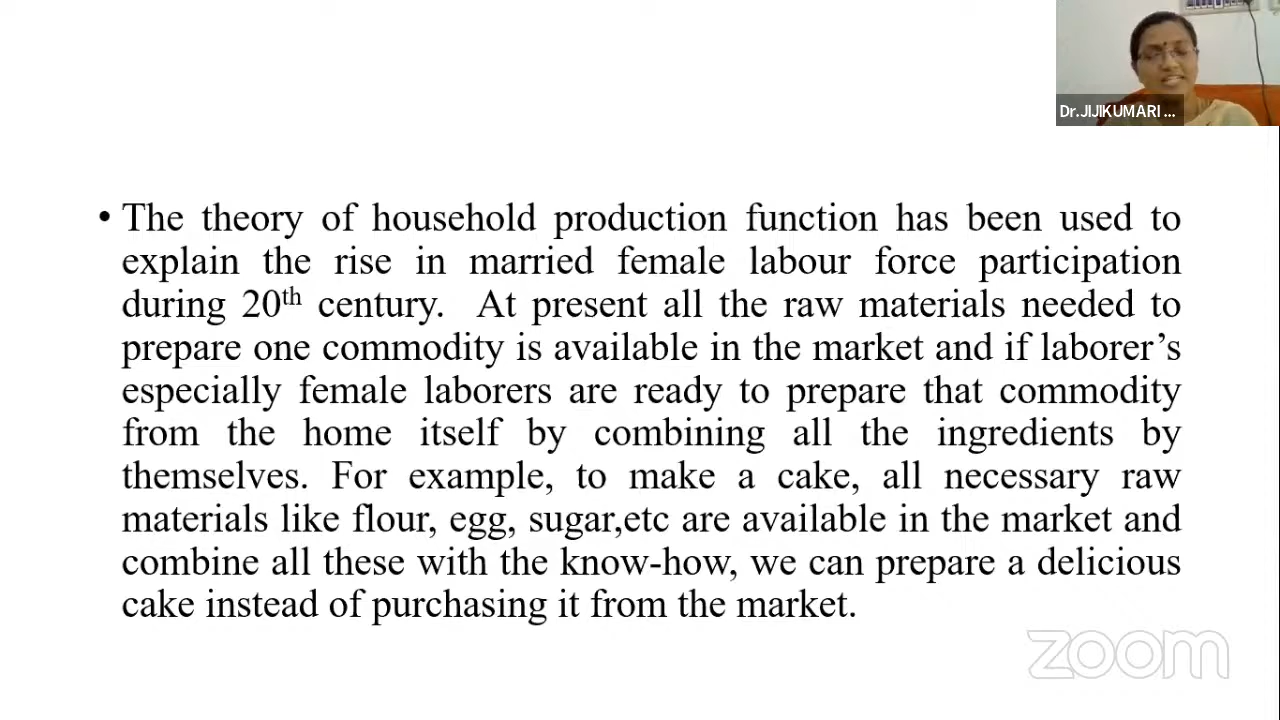 Dr.JIJIKUMARI ...
• The theory of household production function has been used to
explain the rise in married female labour force participation
during 20th century. At present all the raw materials needed to
prepare one commodity is available in the market and if laborer’s
especially female laborers are ready to prepare that commodity
from the home itself by combining all the ingredients by
themselves. For example, to make a cake, all necessary raw
materials like flour, egg, sugar,etc are available in the market and
combine all these with the know-how, we can prepare a delicious
cake instead of purchasing it from the market.
zoom